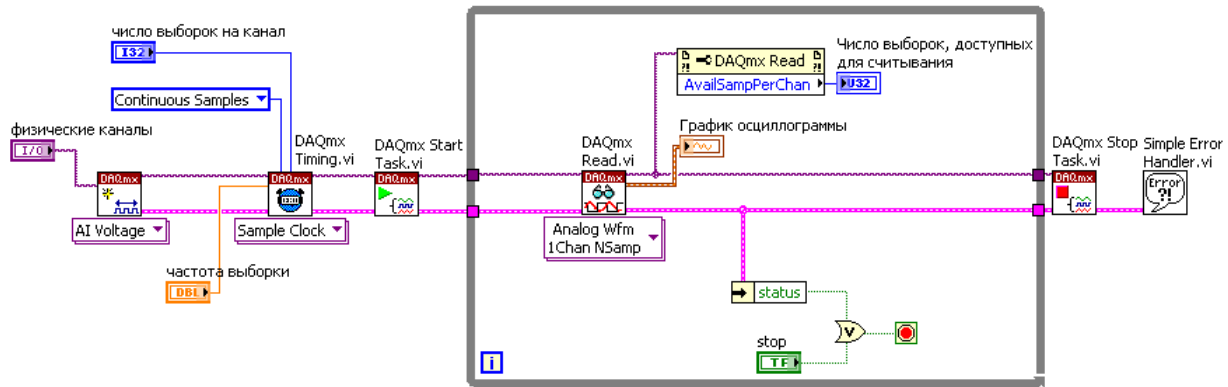 число выборок на канал
I32
Continuous Samples
физические каналы
I/O
DAQmx
AI Voltage
DAQmx
Timing.vi
DAQmx
Sample Clock
частота выборки
DBL
DAQmx Start
Task.vi
DAQmx
DAQmx
Read.vi
DAQmx
Analog Wfm
1Chan NSamp
DAQmx Read
AvailSampPerChan
Число выборок, доступных
для считывания
U32
График осциллограммы
status
stop
TF
i
DAQmx Stop
Task.vi
DAQmx
Simple Error
Handler.vi
Error
?!